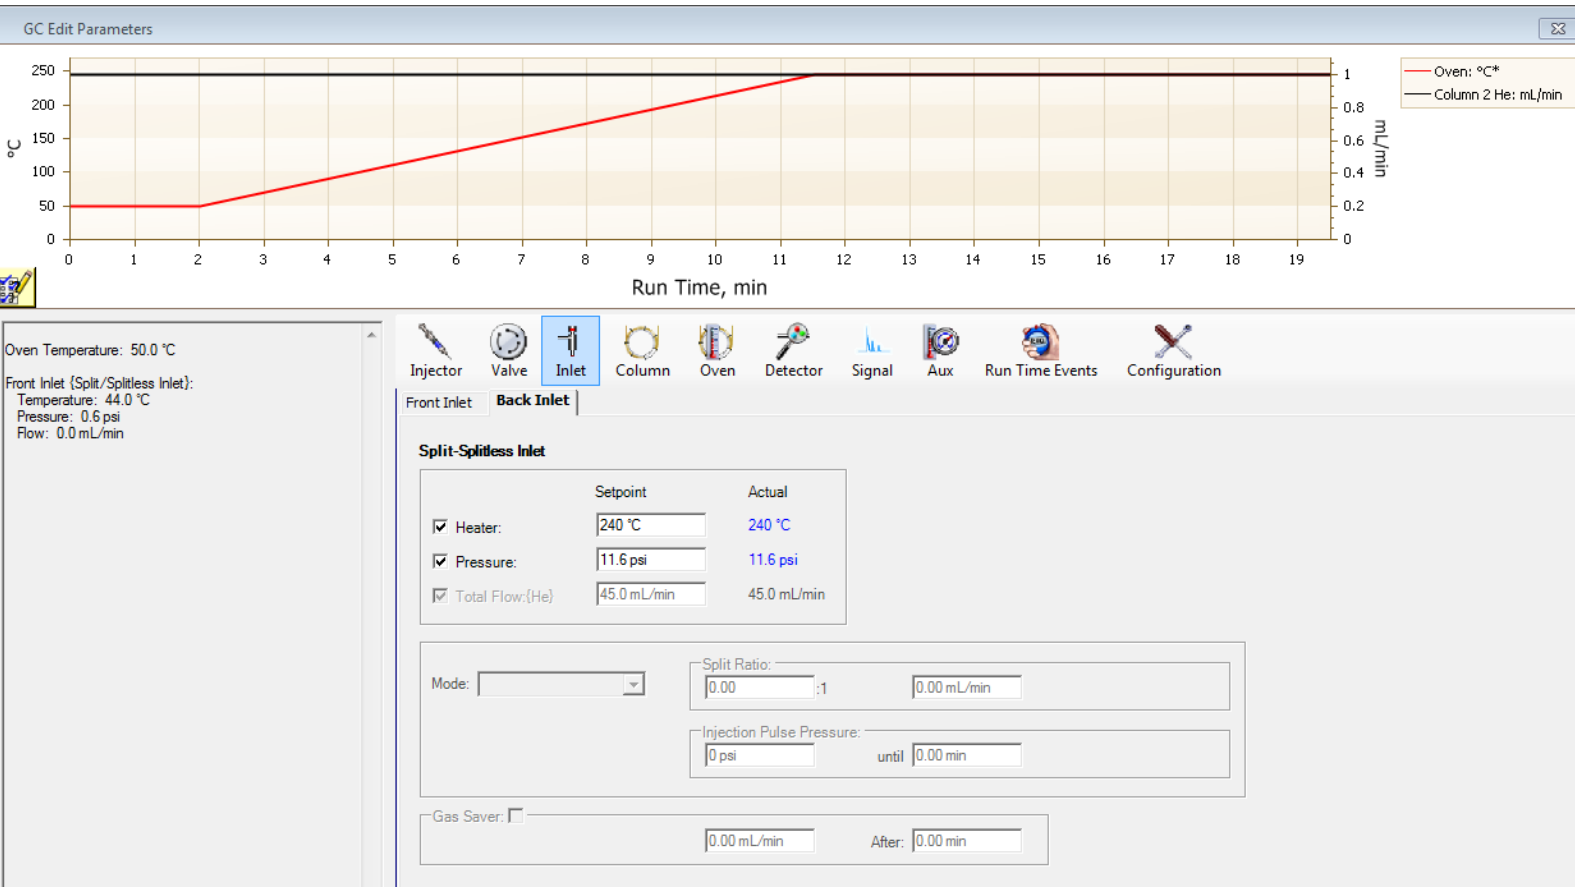 GC Edit Parameters
250
200
150
100
50
0
°C
0 1 2 3 4 5 6 7 8 9 10 11 12 13 14 15 16 17 18 19
Run Time, min
1
0.8
0.6
0.4
0.2
0
mL/min
Oven: °C*
Column 2 He: mL/min
Oven Temperature: 50.0 °C
Front Inlet {Split/Splitless Inlet}:
Temperature: 44.0 °C
Pressure: 0.6 psi
Flow: 0.0 mL/min
Injector Valve Inlet Column Oven Detector Signal Aux Run Time Events Configuration
Front Inlet Back Inlet
Split-Splitless Inlet
Setpoint Actual
Heater: 240 °C 240 °C
Pressure: 11.6 psi 11.6 psi
Total Flow:{He} 45.0 mL/min 45.0 mL/min
Split Ratio:
Mode: 0.00 :1 0.00 mL/min
Injection Pulse Pressure:
0 psi until 0.00 min
Gas Saver:
0.00 mL/min After: 0.00 min